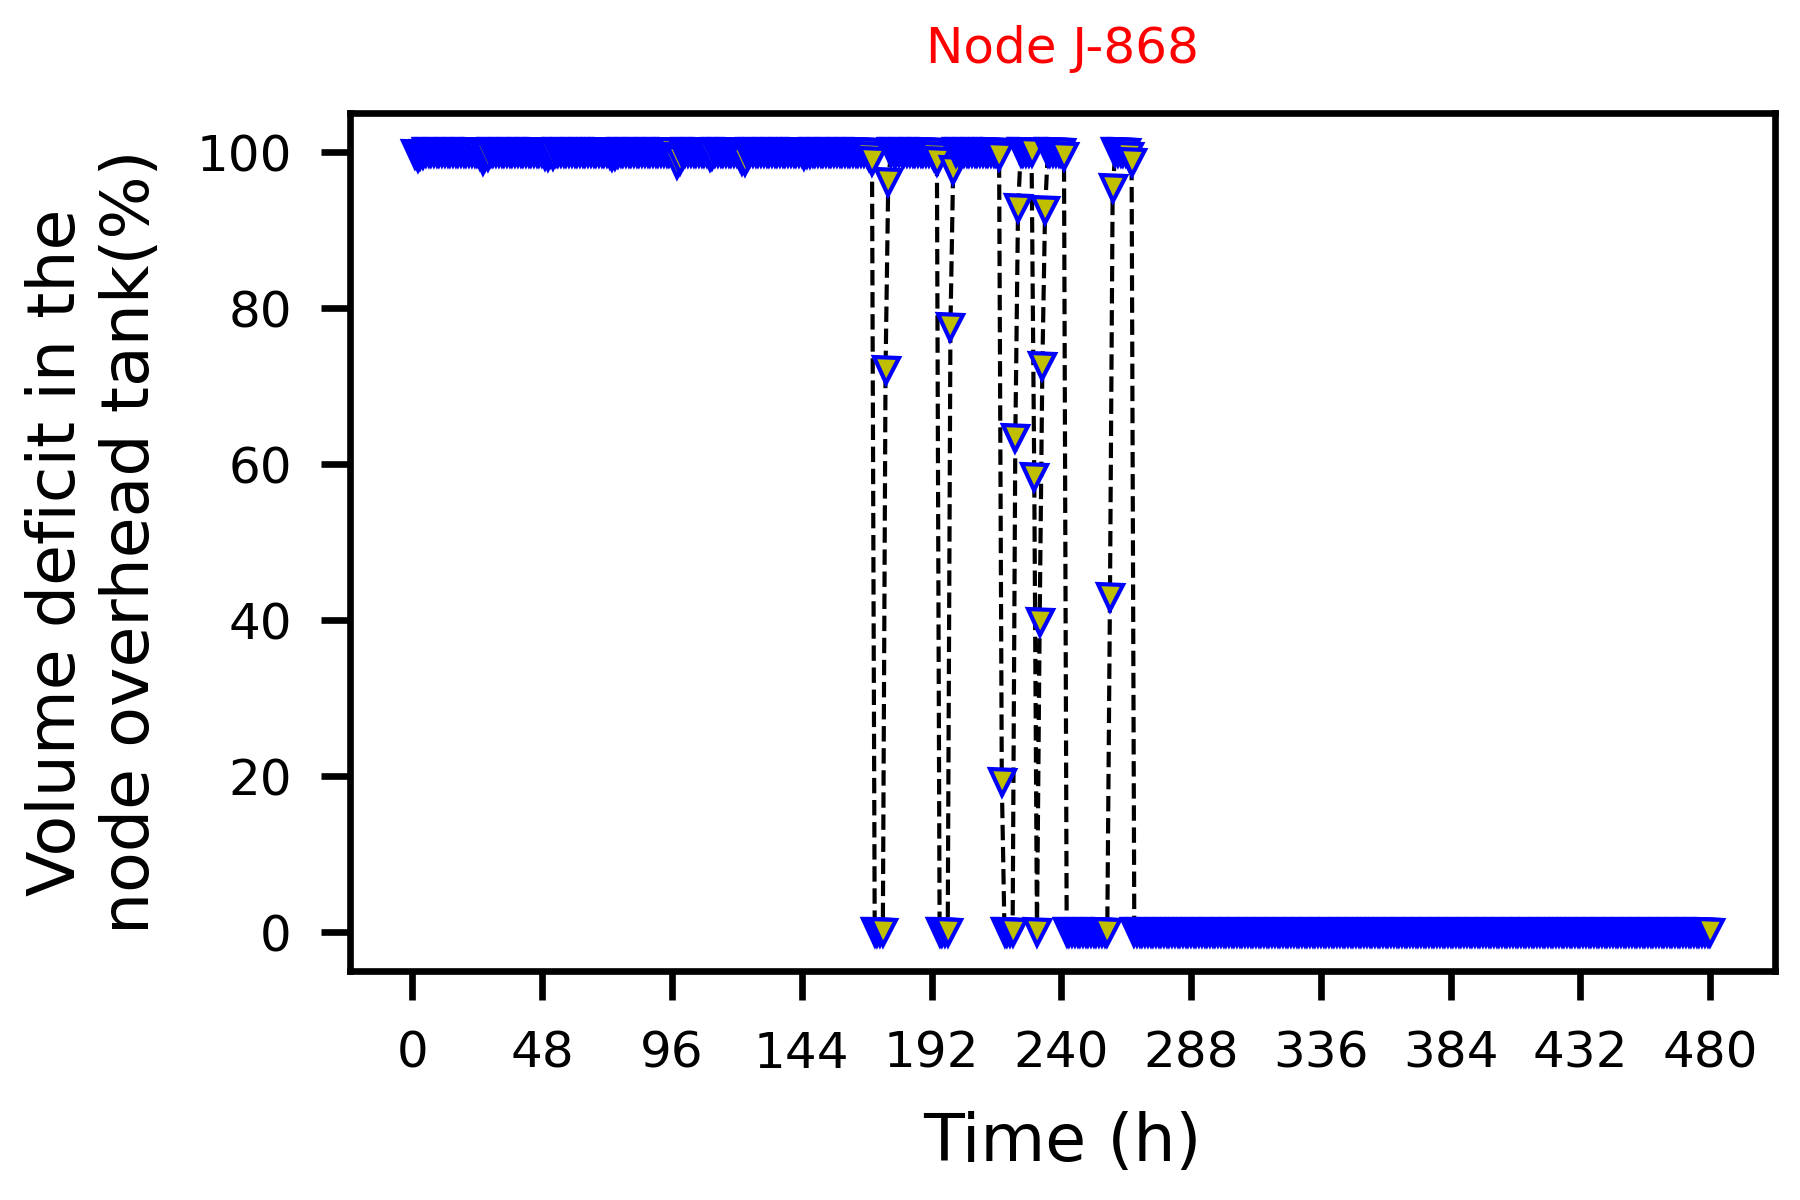 Node J-868
Volume deficit in the
node overhead tank(%)
100
80
60
40
20
0
0 48 96 144 192 240 288 336 384 432 480
Time (h)